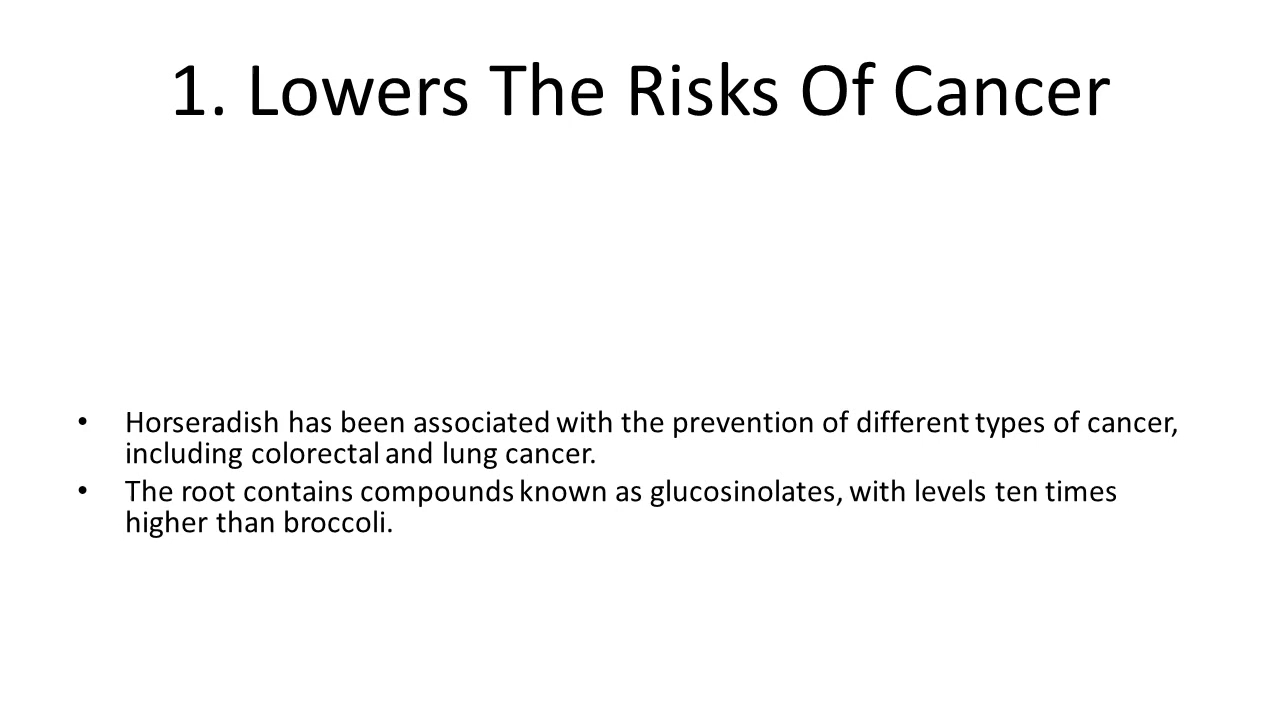 1. Lowers The Risks Of Cancer
• Horseradish has been associated with the prevention of different types of cancer,
including colorectal and lung cancer.
• The root contains compounds known as glucosinolates, with levels ten times
higher than broccoli.